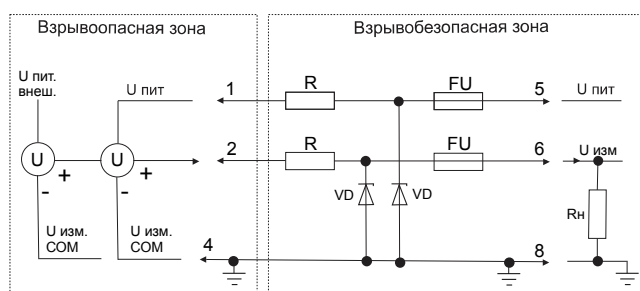 Взрывоопасная зона
Взрывобезопасная зона
U пит.
внеш.
U пит
1
R
FU
5
U пит
U
+
-
U
+
-
2
R
FU
6
U изм
VD
VD
Rн
U изм.
COM
U изм.
COM
4
8